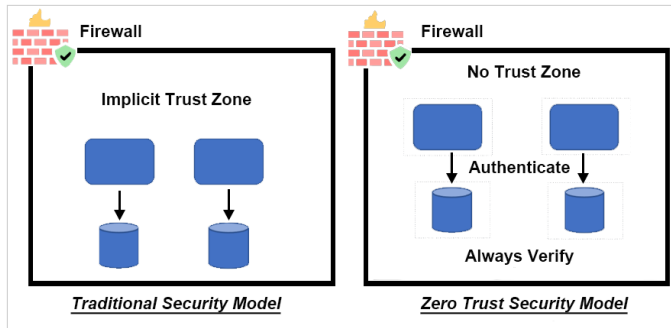 Firewall
Implicit Trust Zone
Traditional Security Model
Firewall
No Trust Zone
Authenticate
Always Verify
Zero Trust Security Model